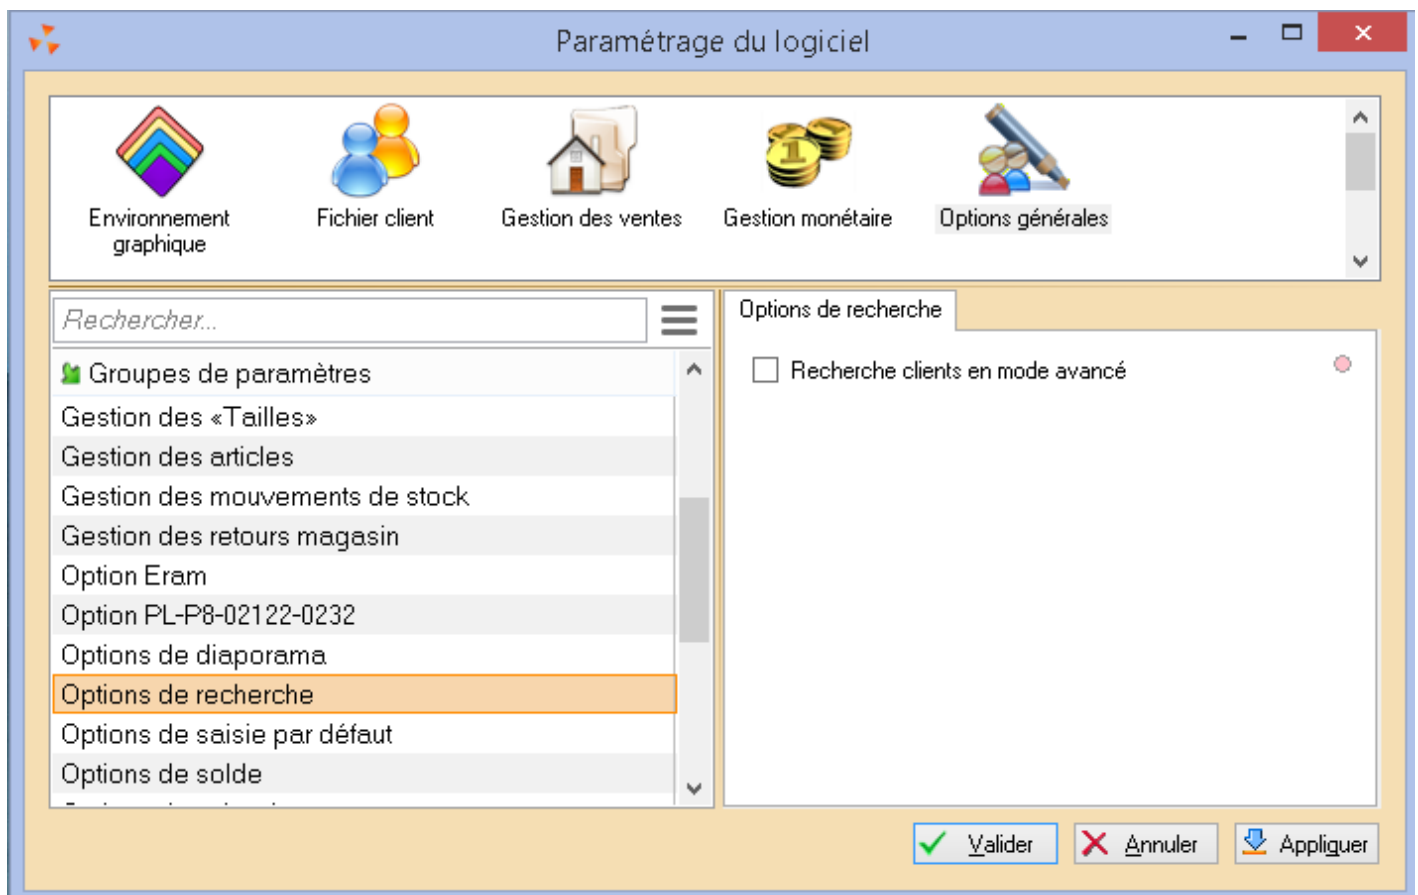 Paramétrage du logiciel
Environnement
graphique
Fichier client
Gestion des ventes
Gestion monétaire
Options générales
Rechercher...
Groupes de paramètres
Gestion des «Tailles»
Gestion des articles
Gestion des mouvements de stock
Gestion des retours magasin
Option Eram
Option PL-P8-02122-0232
Options de diaporama
Options de recherche
Options de saisie par défaut
Options de solde
Options de recherche
Recherche clients en mode avancé
Valider
Annuler
Appliquer